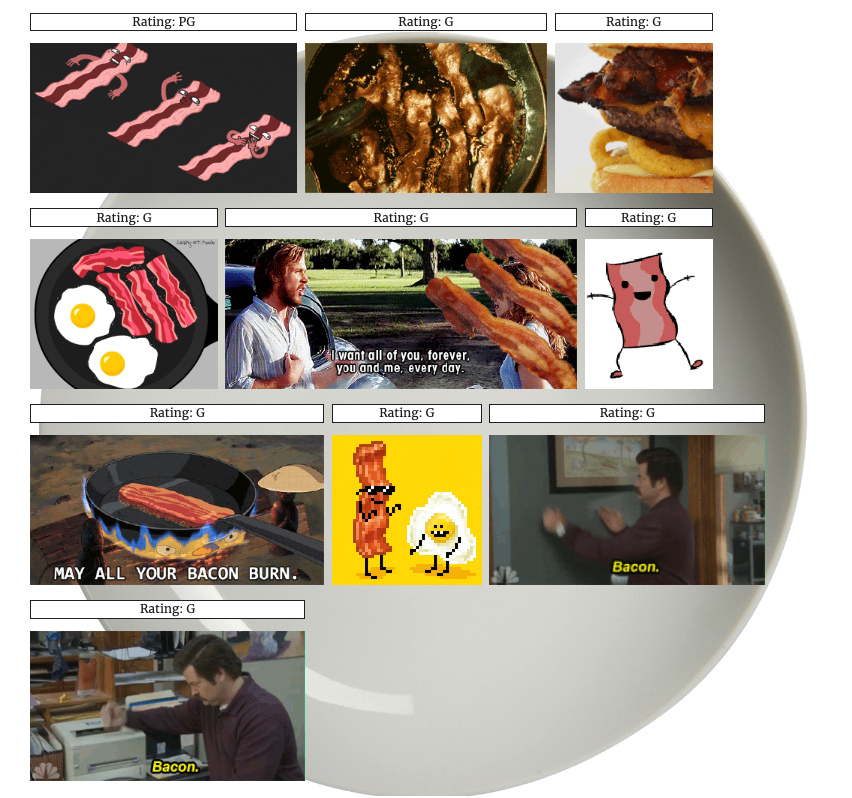 Rating: PG
Rating: G
Rating: G
Rating: G
Rating: G
Rating: G
I want all of you, forever,
you and me, every day.
Rating: G
Rating: G
Rating: G
MAY ALL YOUR BACON BURN.
Bacon.
Rating: G
Bacon.